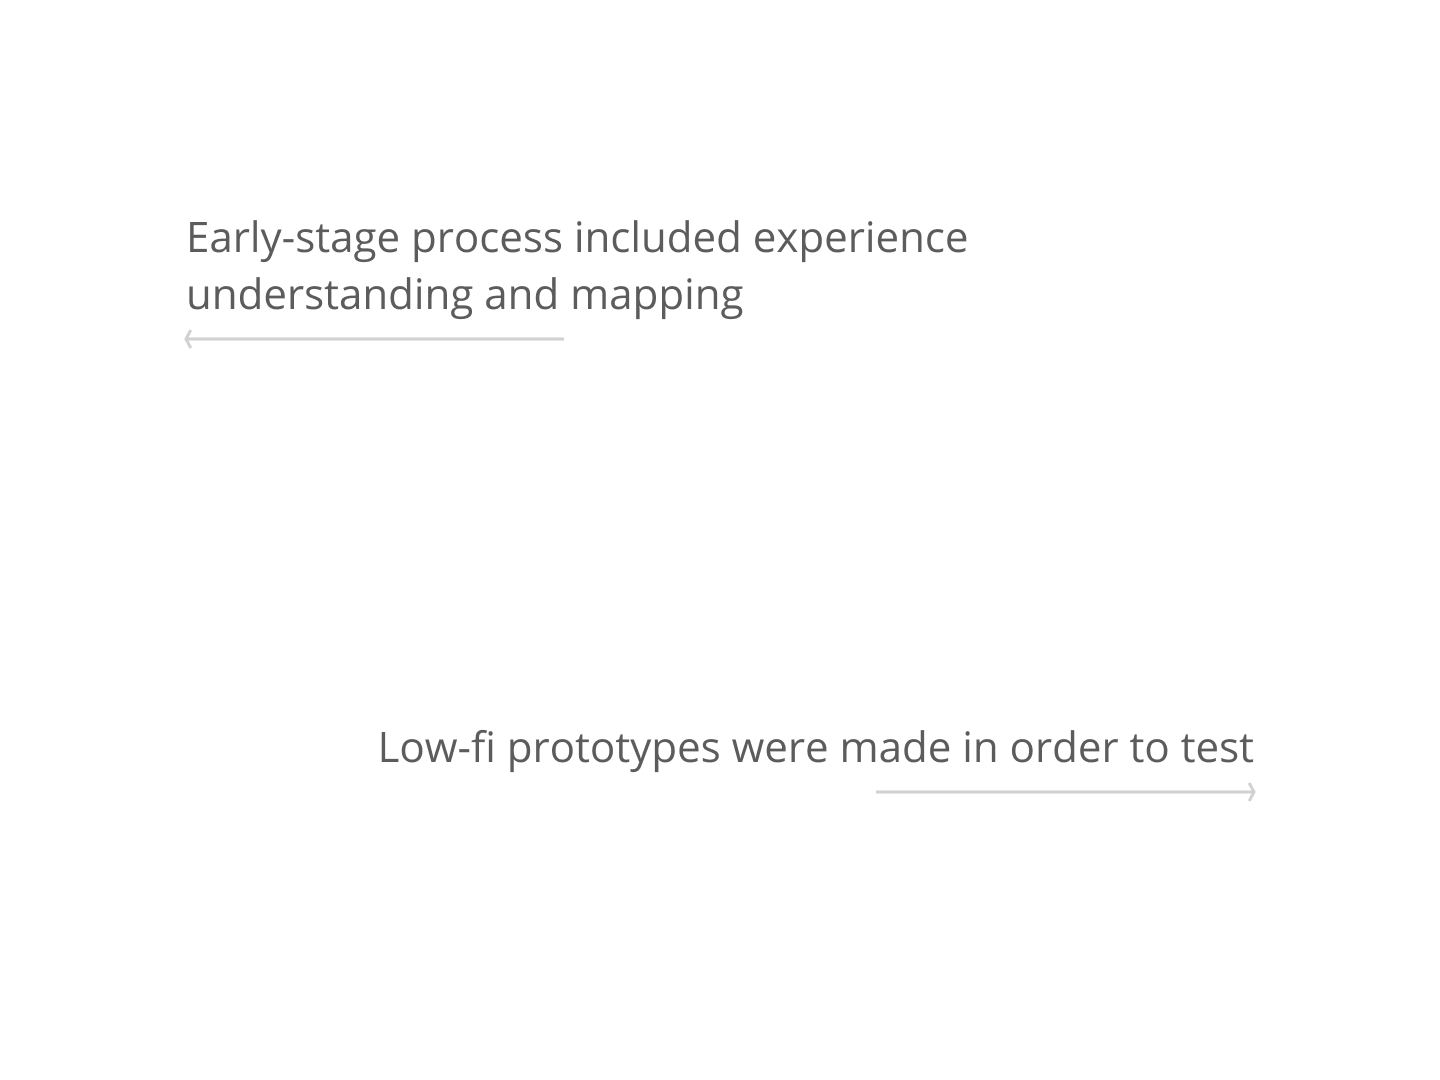 Early-stage process included experience
understanding and mapping
Low-fi prototypes were made in order to test